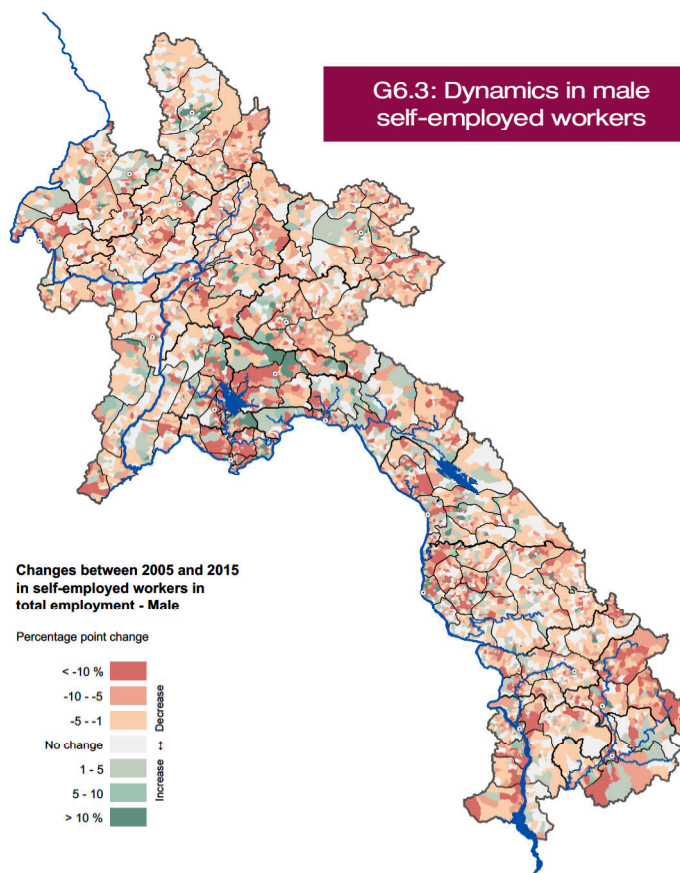 G6.3: Dynamics in male
self-employed workers
Changes between 2005 and 2015
in self-employed workers in
total employment - Male
Percentage point change
< -10 %
-10 - -5
-5 - -1
No change
1 - 5
5 - 10
> 10 %
Decrease
↔
Increase